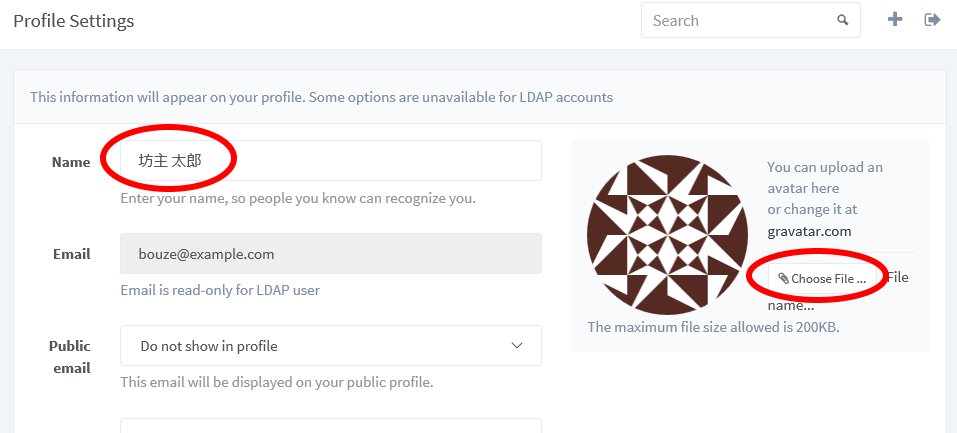 Profile Settings
Search
This information will appear on your profile. Some options are unavailable for LDAP accounts
Name
坊主 太郎
Enter your name, so people you know can recognize you.
Email
bouze@example.com
Email is read-only for LDAP user
Public
email
Do not show in profile
This email will be displayed on your public profile.
You can upload an
avatar here
or change it at
gravatar.com
Choose File ...
File
name...
The maximum file size allowed is 200KB.